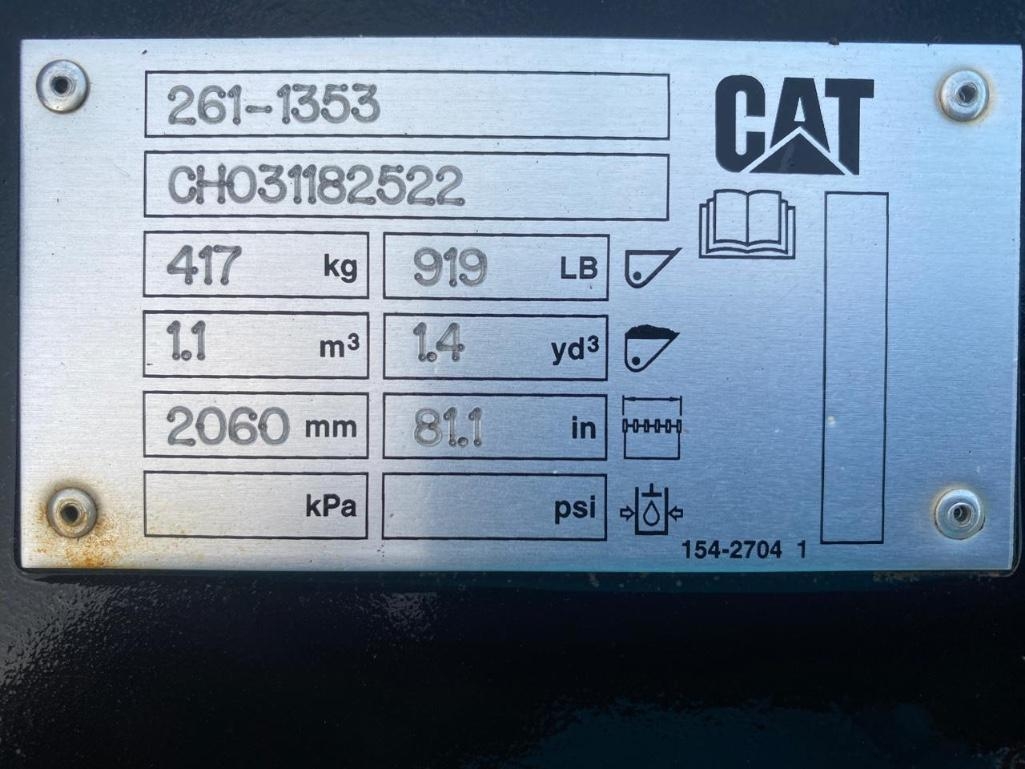 261-1353
CAT
CH031182522
417 kg 919 LB
1.1 m³ 1.4 yd³
2060 mm 81.1 in
kPa psi
154-2704 1